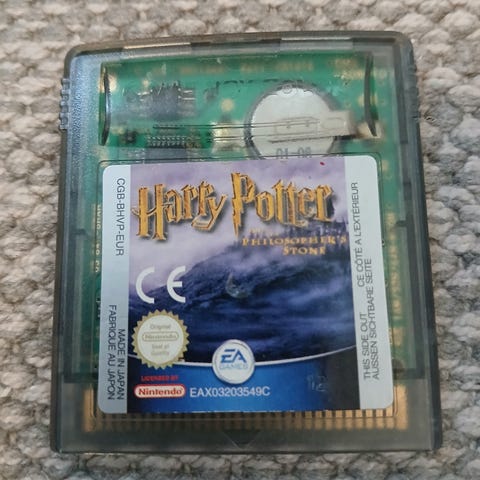 Harry Potter
PHILOSOPHER'S
STONE
CGB-BHVP-EUR
CE
MADE IN JAPAN
FABRIQUÉ AU JAPON
Original
Nintendo
Seal of
Quality
LICENSED BY
Nintendo
EA
GAMES
EAX03203549C
THIS SIDE OUT
CE CÔTÉ A L'EXTÉRIEUR
AUSSEN SICHTBARE SEITE